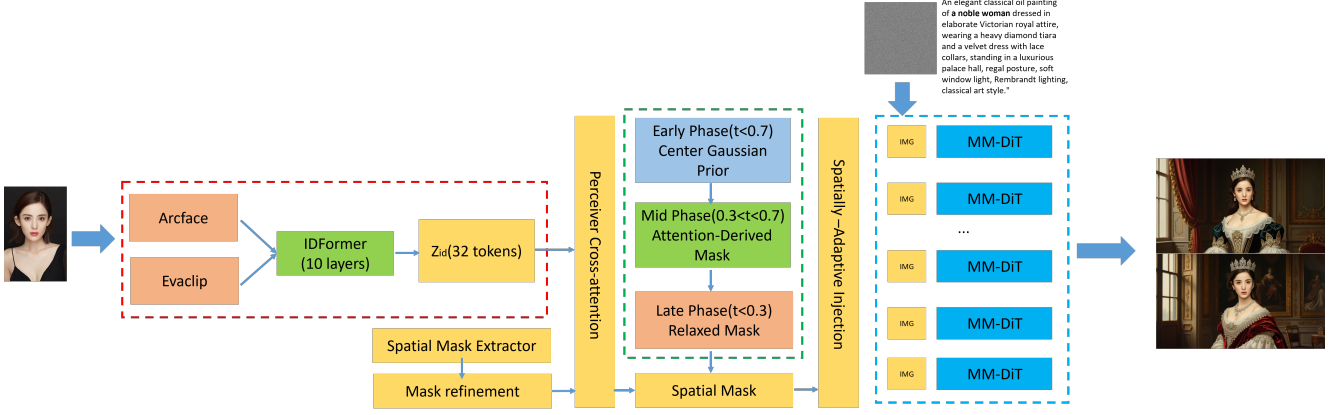 An elegant classical oil painting
of a noble woman dressed in
elaborate Victorian royal attire,
wearing a heavy diamond tiara
and a velvet dress with lace
collars, standing in a luxurious
palace hall, regal posture, soft
window light, Rembrandt lighting,
classical art style."
Arcface
Evaclip
IDFormer
(10 layers)
Zid(32 tokens)
Spatial Mask Extractor
Mask refinement
Perceiver Cross-attention
Early Phase(t<0.7)
Center Gaussian
Prior
Mid Phase(0.3<t<0.7)
Attention-Derived
Mask
Late Phase(t<0.3)
Relaxed Mask
Spatial Mask
Spatially –Adaptive Injection
IMG
MM-DiT
IMG
MM-DiT
...
IMG
MM-DiT
IMG
MM-DiT
IMG
MM-DiT